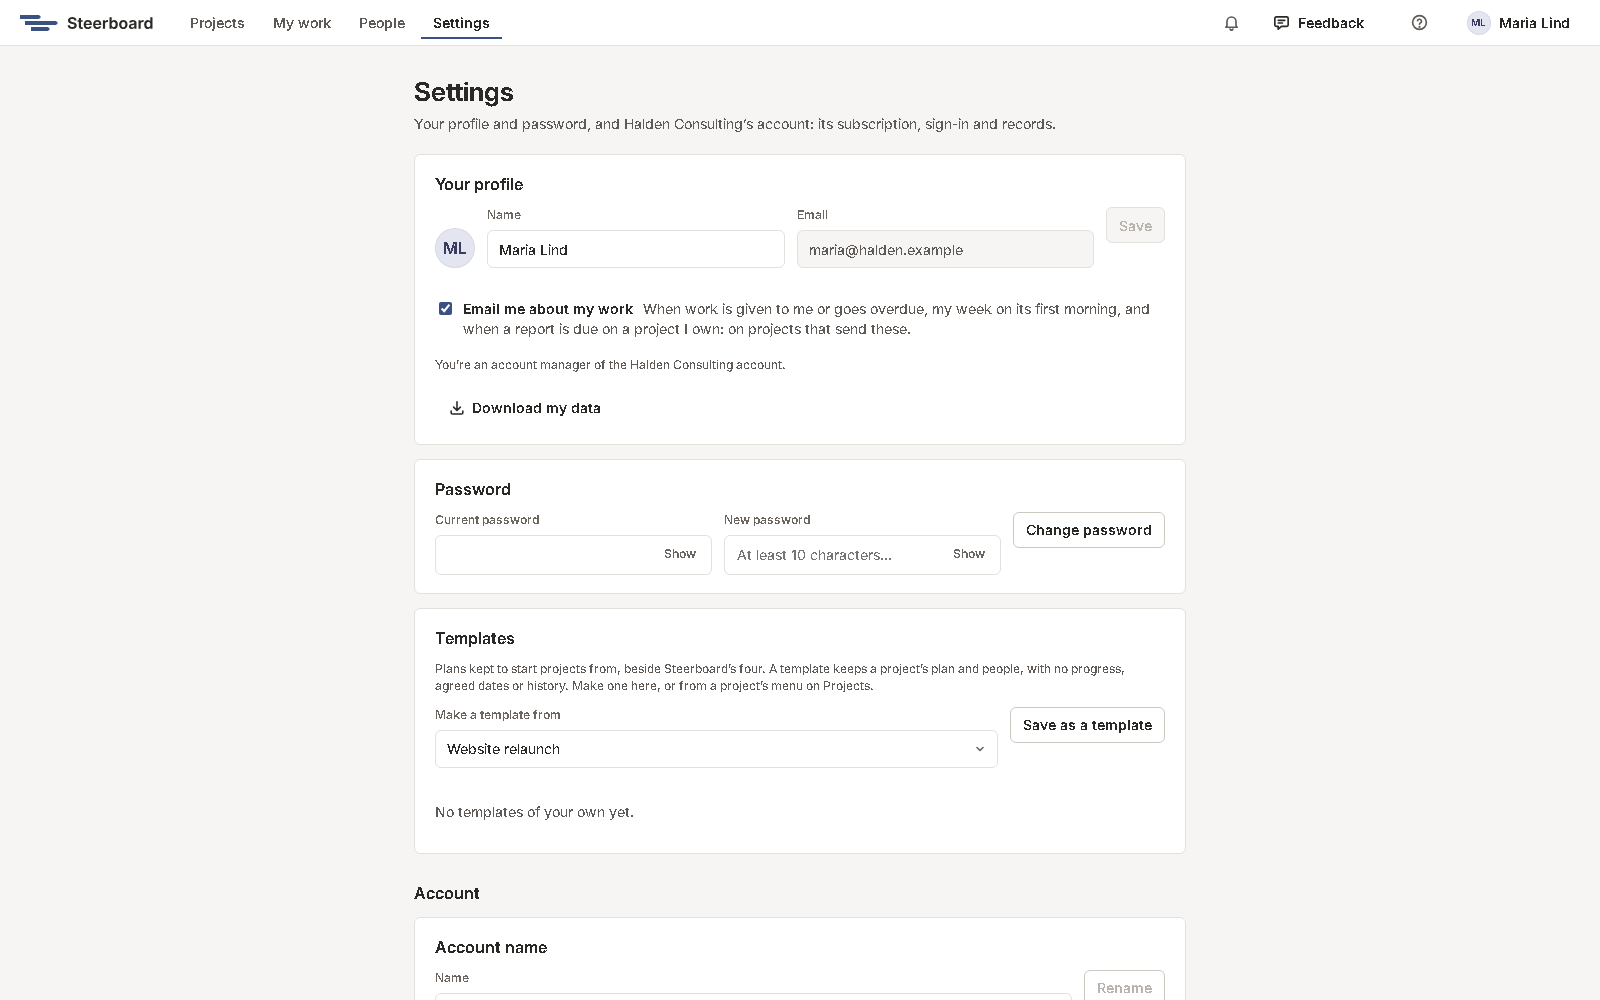 Steerboard
Projects
My work
People
Settings
Feedback
ML
Maria Lind
Settings
Your profile and password, and Halden Consulting's account: its subscription, sign-in and records.
Your profile
Name
Email
ML
Maria Lind
maria@halden.example
Save
Email me about my work When work is given to me or goes overdue, my week on its first morning, and
when a report is due on a project I own: on projects that send these.
You're an account manager of the Halden Consulting account.
Download my data
Password
Current password
New password
Show
At least 10 characters...
Show
Change password
Templates
Plans kept to start projects from, beside Steerboard's four. A template keeps a project's plan and people, with no progress,
agreed dates or history. Make one here, or from a project's menu on Projects.
Make a template from
Website relaunch
Save as a template
No templates of your own yet.
Account
Account name
Name
Rename